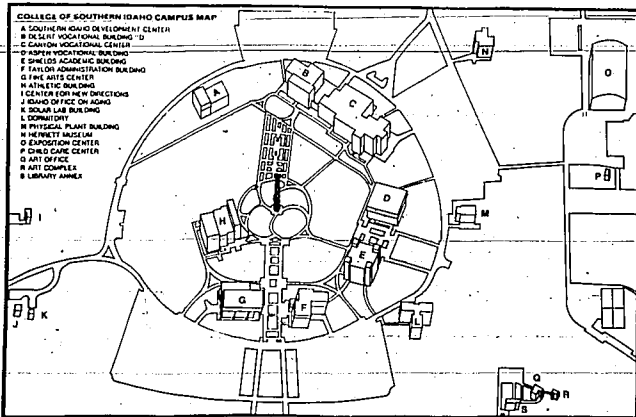 COLLEGE OF SOUTHERN IDAHO CAMPUS MAP
A SOUTHERN IDAHO DEVELOPMENT CENTER
B DESERT VOCATIONAL BUILDING
C CANYON VOCATIONAL CENTER
D ASPEN VOCATIONAL BUILDING
E SHIELDS ACADEMIC BUILDING
F TAYLOR ADMINISTRATION BUILDING
G FINE ARTS CENTER
H ATHLETIC BUILDING
I CENTER FOR NEW DIRECTIONS
J IDAHO OFFICE ON AGING
K SOLAR LAB BUILDING
L DORMITORY
M PHYSICAL PLANT BUILDING
N HERRETT MUSEUM
O EXPOSITION CENTER
P CHILD CARE CENTER
Q ART OFFICE
R ART COMPLEX
S LIBRARY ANNEX
N
B
O
A
C
P
D
M
I
H
E
G
F
J
K
L
Q
R
S